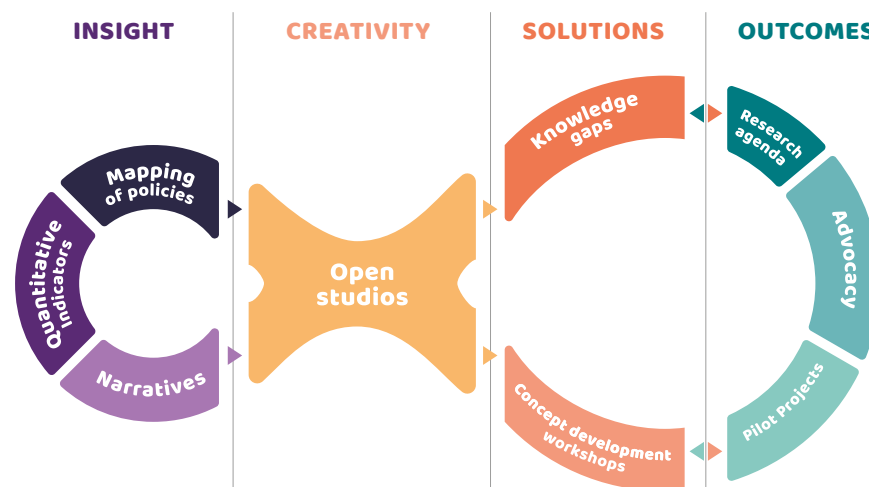 INSIGHT
CREATIVITY
SOLUTIONS
OUTCOMES
Mapping
of policies
Quantitative
Indicators
Narratives
Open
studios
Knowledge
gaps
Concept development
workshops
Research
agenda
Advocacy
Pilot Projects